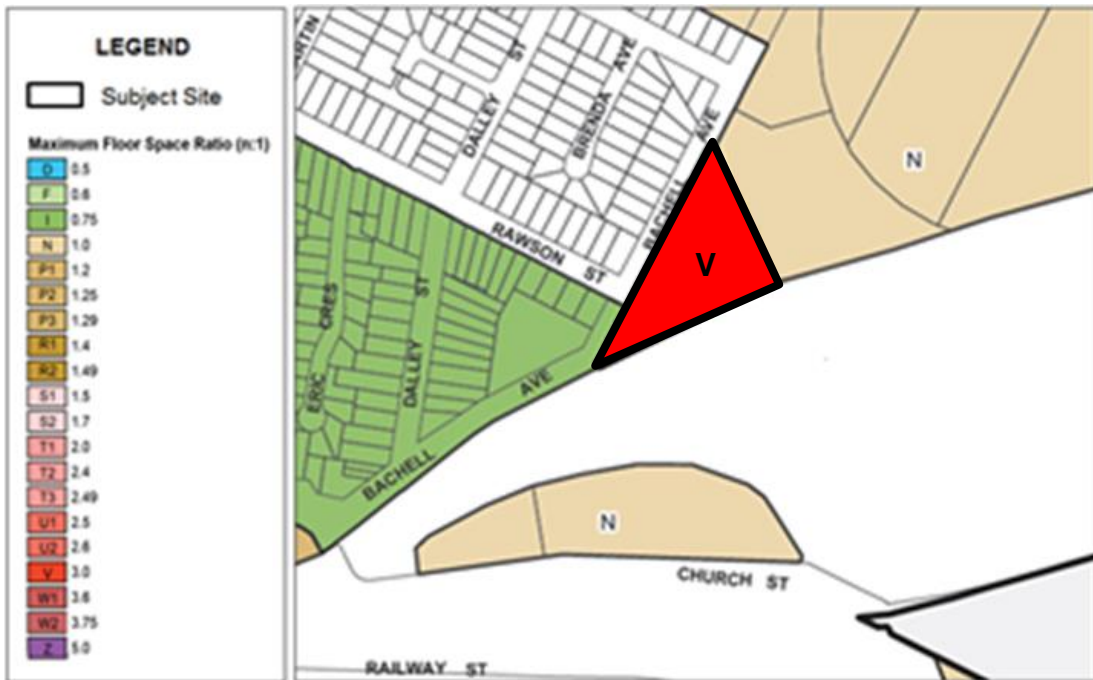 LEGEND
Subject Site
Maximum Floor Space Ratio (n:1)
D 0.5
F 0.6
I 0.75
N 1.0
P1 1.2
P2 1.25
P3 1.29
R1 1.4
R2 1.49
S1 1.5
S2 1.7
T1 2.0
T2 2.4
T3 2.49
U1 2.5
U2 2.6
V 3.0
W1 3.6
W2 3.75
Z 5.0
ARTIN
DALLEY ST
BRENDA AVE
BACHELL AVE
N
RAWSON ST
V
ERIC CRES
DALLEY ST
BACHELL AVE
N
CHURCH ST
RAILWAY ST